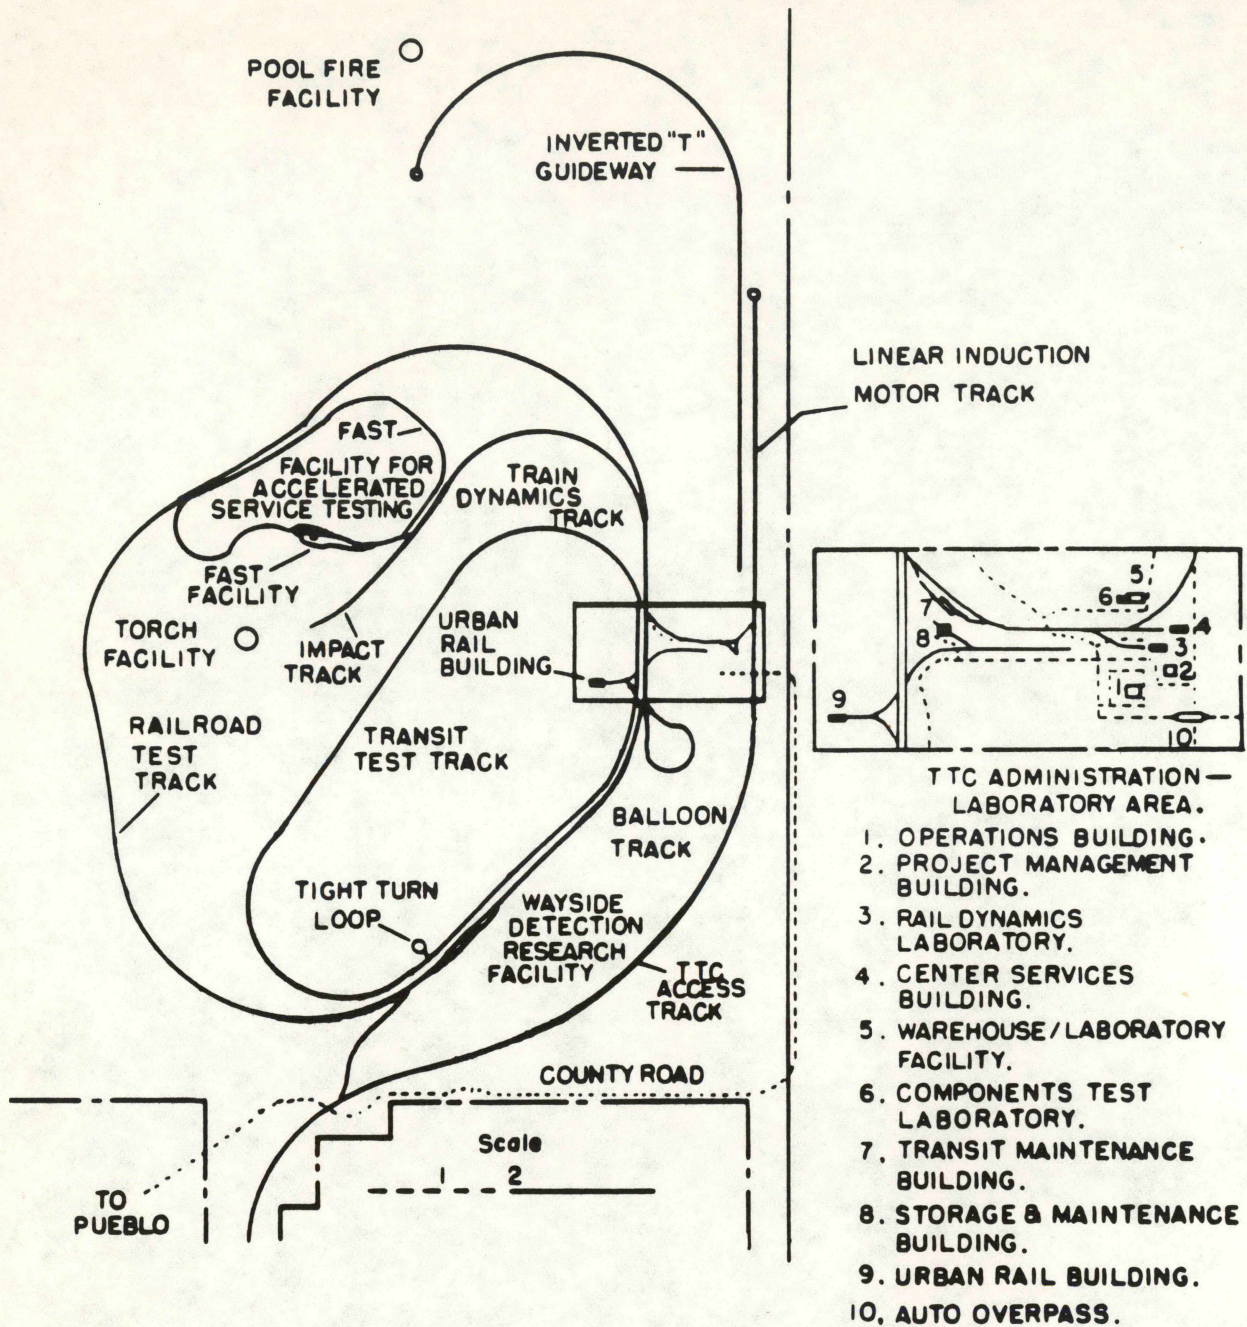 POOL FIRE
FACILITY
INVERTED "T"
GUIDEWAY
LINEAR INDUCTION
MOTOR TRACK
FAST
FACILITY FOR
ACCELERATED
SERVICE TESTING
TRAIN
DYNAMICS
TRACK
FAST
FACILITY
TORCH
FACILITY
IMPACT
TRACK
URBAN
RAIL
BUILDING
RAILROAD
TEST
TRACK
TRANSIT
TEST TRACK
BALLOON
TRACK
TIGHT TURN
LOOP
WAYSIDE
DETECTION
RESEARCH
FACILITY
TTC
ACCESS
TRACK
COUNTY ROAD
Scale
1 2
TO
PUEBLO
5
6
7
4
8
3
2
1
9
10
TTC ADMINISTRATION—
LABORATORY AREA.
1. OPERATIONS BUILDING.
2. PROJECT MANAGEMENT
BUILDING.
3. RAIL DYNAMICS
LABORATORY.
4. CENTER SERVICES
BUILDING.
5. WAREHOUSE/LABORATORY
FACILITY.
6. COMPONENTS TEST
LABORATORY.
7. TRANSIT MAINTENANCE
BUILDING.
8. STORAGE & MAINTENANCE
BUILDING.
9. URBAN RAIL BUILDING.
10. AUTO OVERPASS.